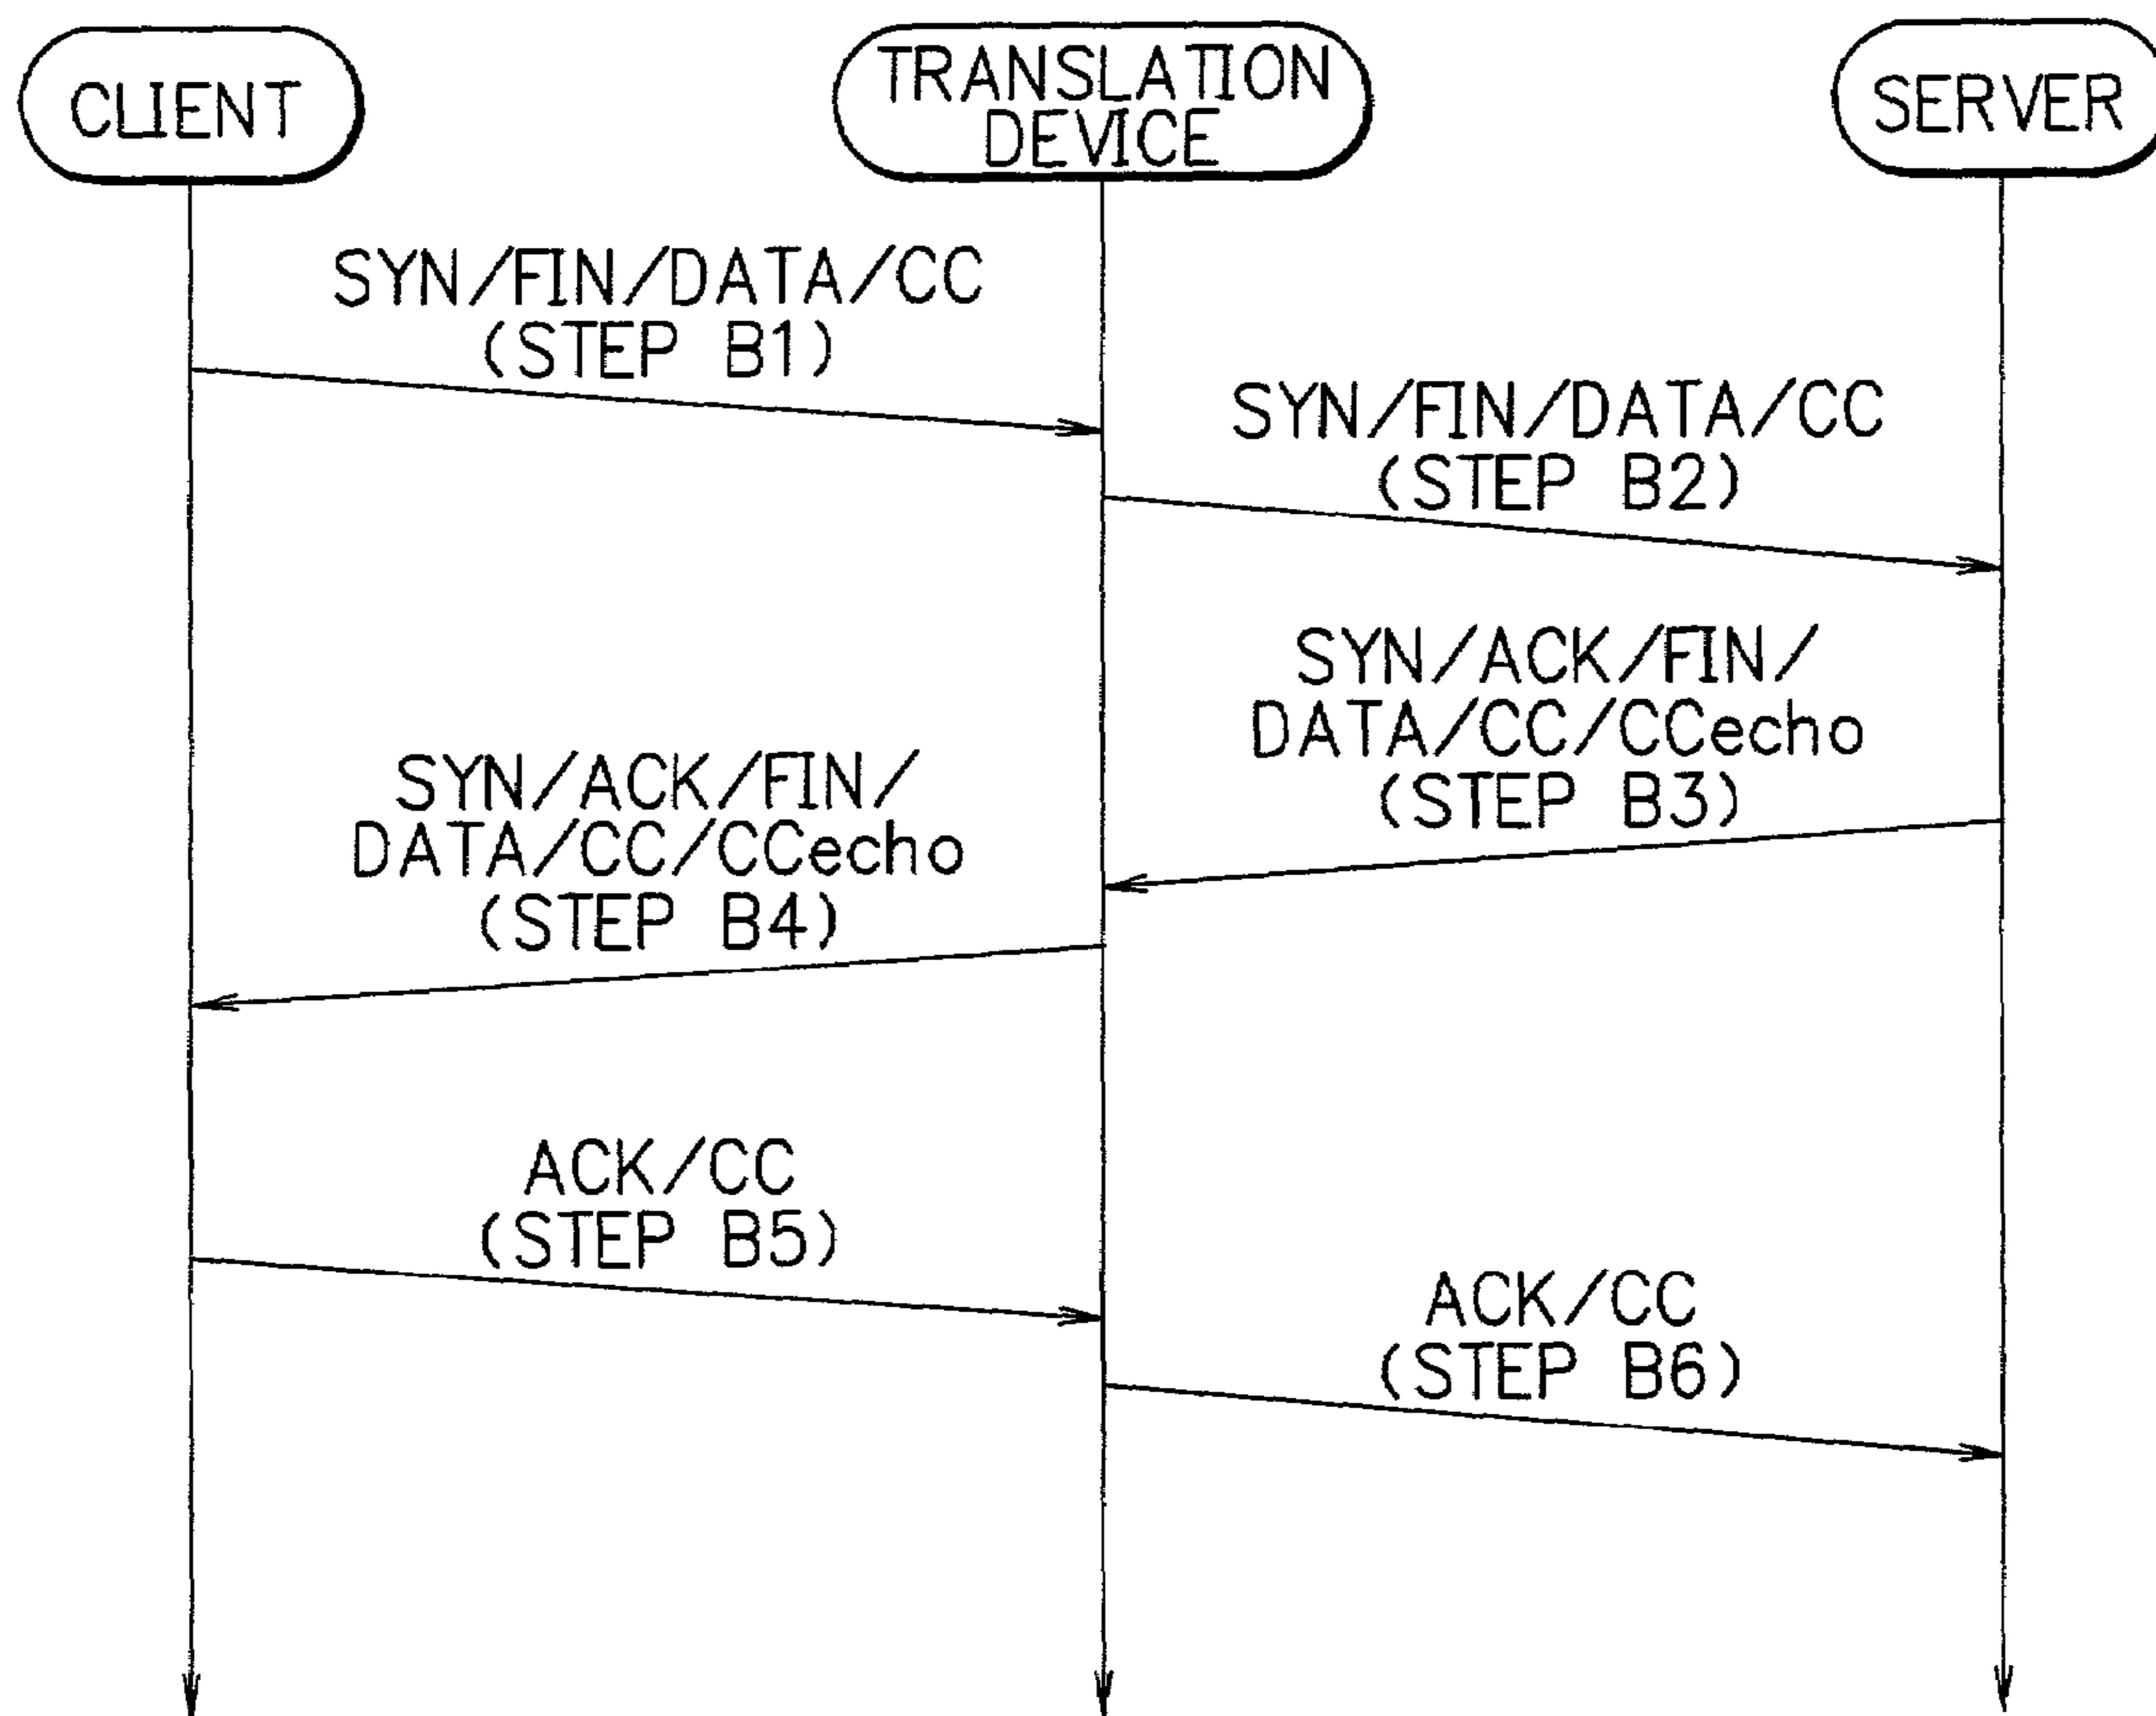 CLIENT
TRANSLATION
DEVICE
SERVER
SYN/FIN/DATA/CC
(STEP B1)
SYN/FIN/DATA/CC
(STEP B2)
SYN/ACK/FIN/
DATA/CC/CCecho
(STEP B3)
SYN/ACK/FIN/
DATA/CC/CCecho
(STEP B4)
ACK/CC
(STEP B5)
ACK/CC
(STEP B6)